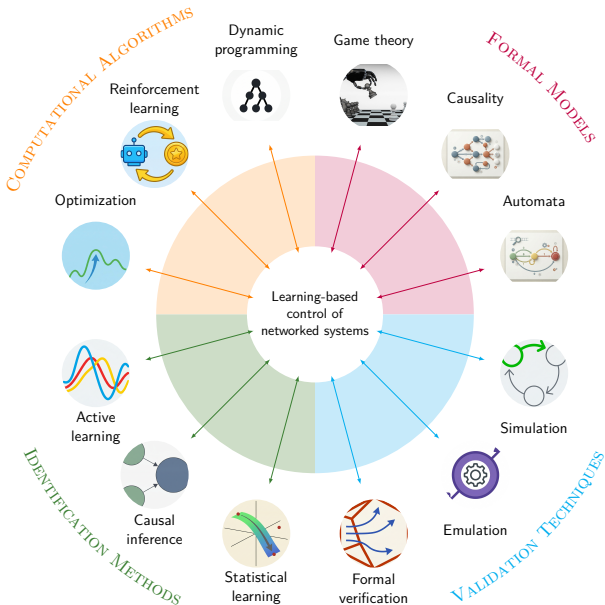 COMPUTATIONAL ALGORITHMS
FORMAL MODELS
Dynamic
programming
Game theory
Reinforcement
learning
Causality
Optimization
Automata
Learning-based
control of
networked systems
Active
learning
Simulation
Causal
inference
Emulation
Statistical
learning
Formal
verification
IDENTIFICATION METHODS
VALIDATION TECHNIQUES